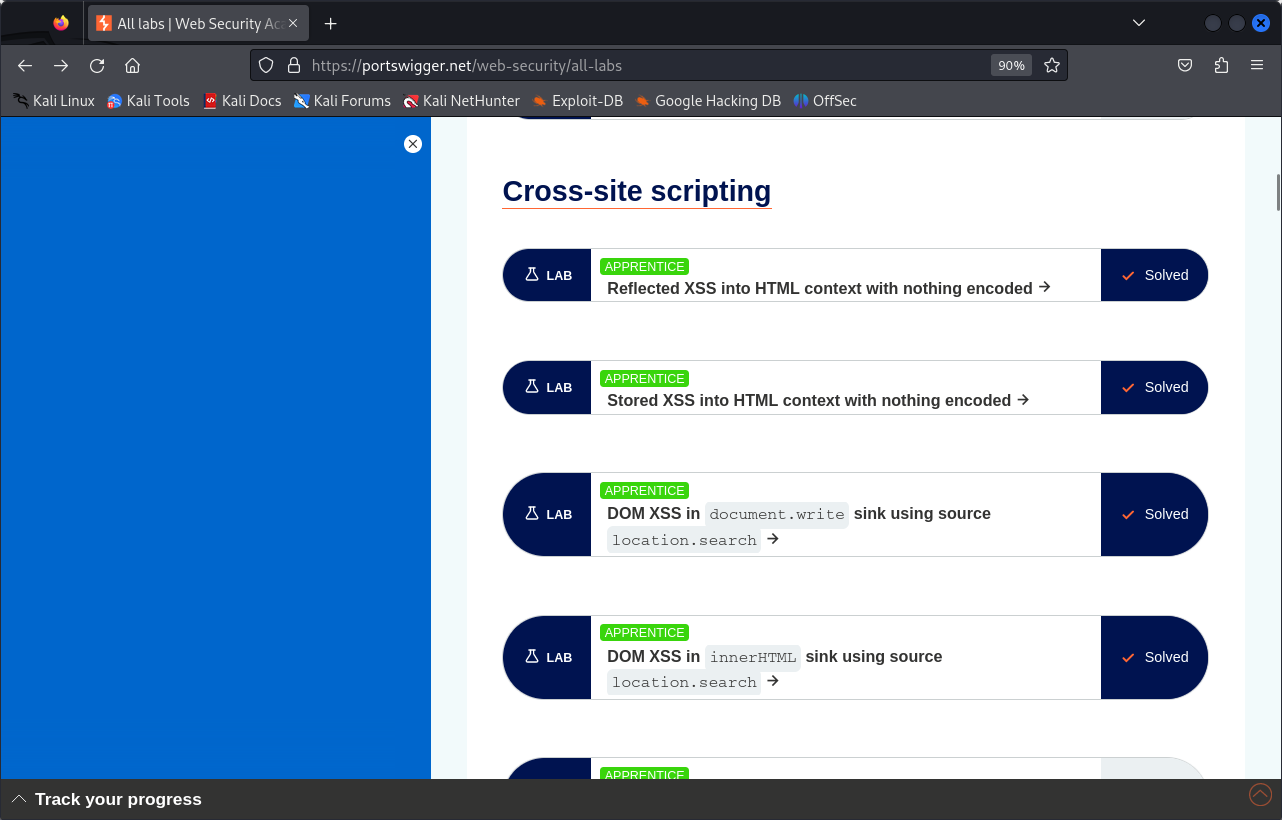 All labs | Web Security Aca
https://portswigger.net/web-security/all-labs
90%
Kali Linux
Kali Tools
Kali Docs
Kali Forums
Kali NetHunter
Exploit-DB
Google Hacking DB
OffSec
Cross-site scripting
LAB
APPRENTICE
Reflected XSS into HTML context with nothing encoded
Solved
LAB
APPRENTICE
Stored XSS into HTML context with nothing encoded
Solved
LAB
APPRENTICE
DOM XSS in document.write sink using source
location.search
Solved
LAB
APPRENTICE
DOM XSS in innerHTML sink using source
location.search
Solved
APPRENTICE
Track your progress